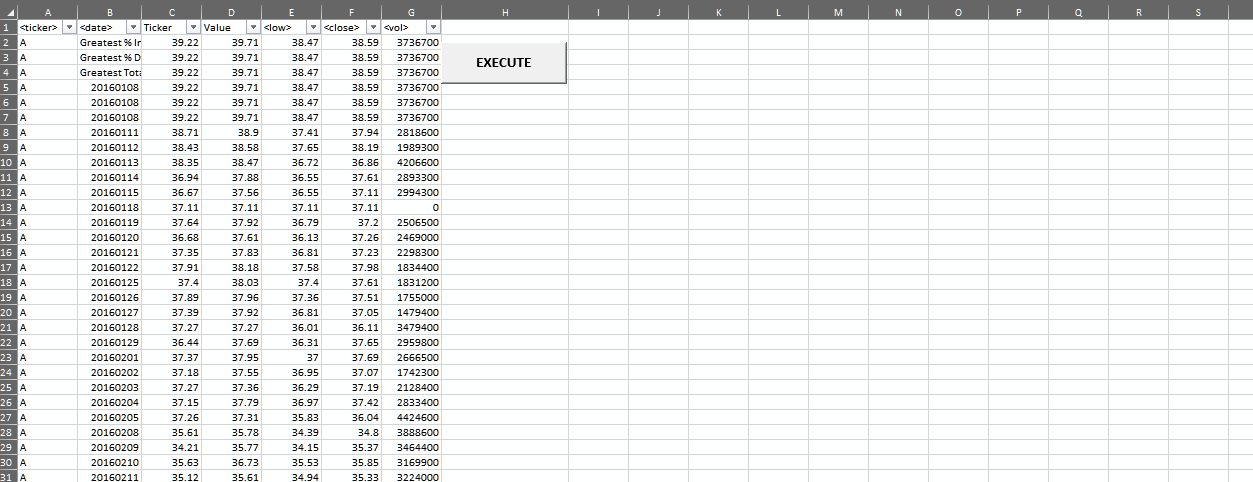 A B C D E F G H I J K L M N O P Q R S
1 <ticker> <date> Ticker Value <low> <close> <vol>
2 A Greatest % In 39.22 39.71 38.47 38.59 3736700
3 A Greatest % D 39.22 39.71 38.47 38.59 3736700
EXECUTE
4 A Greatest Tota 39.22 39.71 38.47 38.59 3736700
5 A 20160108 39.22 39.71 38.47 38.59 3736700
6 A 20160108 39.22 39.71 38.47 38.59 3736700
7 A 20160108 39.22 39.71 38.47 38.59 3736700
8 A 20160111 38.71 38.9 37.41 37.94 2818600
9 A 20160112 38.43 38.58 37.65 38.19 1989300
10 A 20160113 38.35 38.47 36.72 36.86 4206600
11 A 20160114 36.94 37.88 36.55 37.61 2893300
12 A 20160115 36.67 37.56 36.55 37.11 2994300
13 A 20160118 37.11 37.11 37.11 37.11 0
14 A 20160119 37.64 37.92 36.79 37.2 2506500
15 A 20160120 36.68 37.61 36.13 37.26 2469000
16 A 20160121 37.35 37.83 36.81 37.23 2298300
17 A 20160122 37.91 38.18 37.58 37.98 1834400
18 A 20160125 37.4 38.03 37.4 37.61 1831200
19 A 20160126 37.89 37.96 37.36 37.51 1755000
20 A 20160127 37.39 37.92 36.81 37.05 1479400
21 A 20160128 37.27 37.27 36.01 36.11 3479400
22 A 20160129 36.44 37.69 36.31 37.65 2959800
23 A 20160201 37.37 37.95 37 37.69 2666500
24 A 20160202 37.18 37.55 36.95 37.07 1742300
25 A 20160203 37.27 37.36 36.29 37.19 2128400
26 A 20160204 37.15 37.79 36.97 37.42 2833400
27 A 20160205 37.26 37.31 35.83 36.04 4424600
28 A 20160208 35.61 35.78 34.39 34.8 3888600
29 A 20160209 34.21 35.77 34.15 35.37 3464400
30 A 20160210 35.63 36.73 35.53 35.85 3169900
31 A 20160211 35.12 35.61 34.94 35.33 3224000